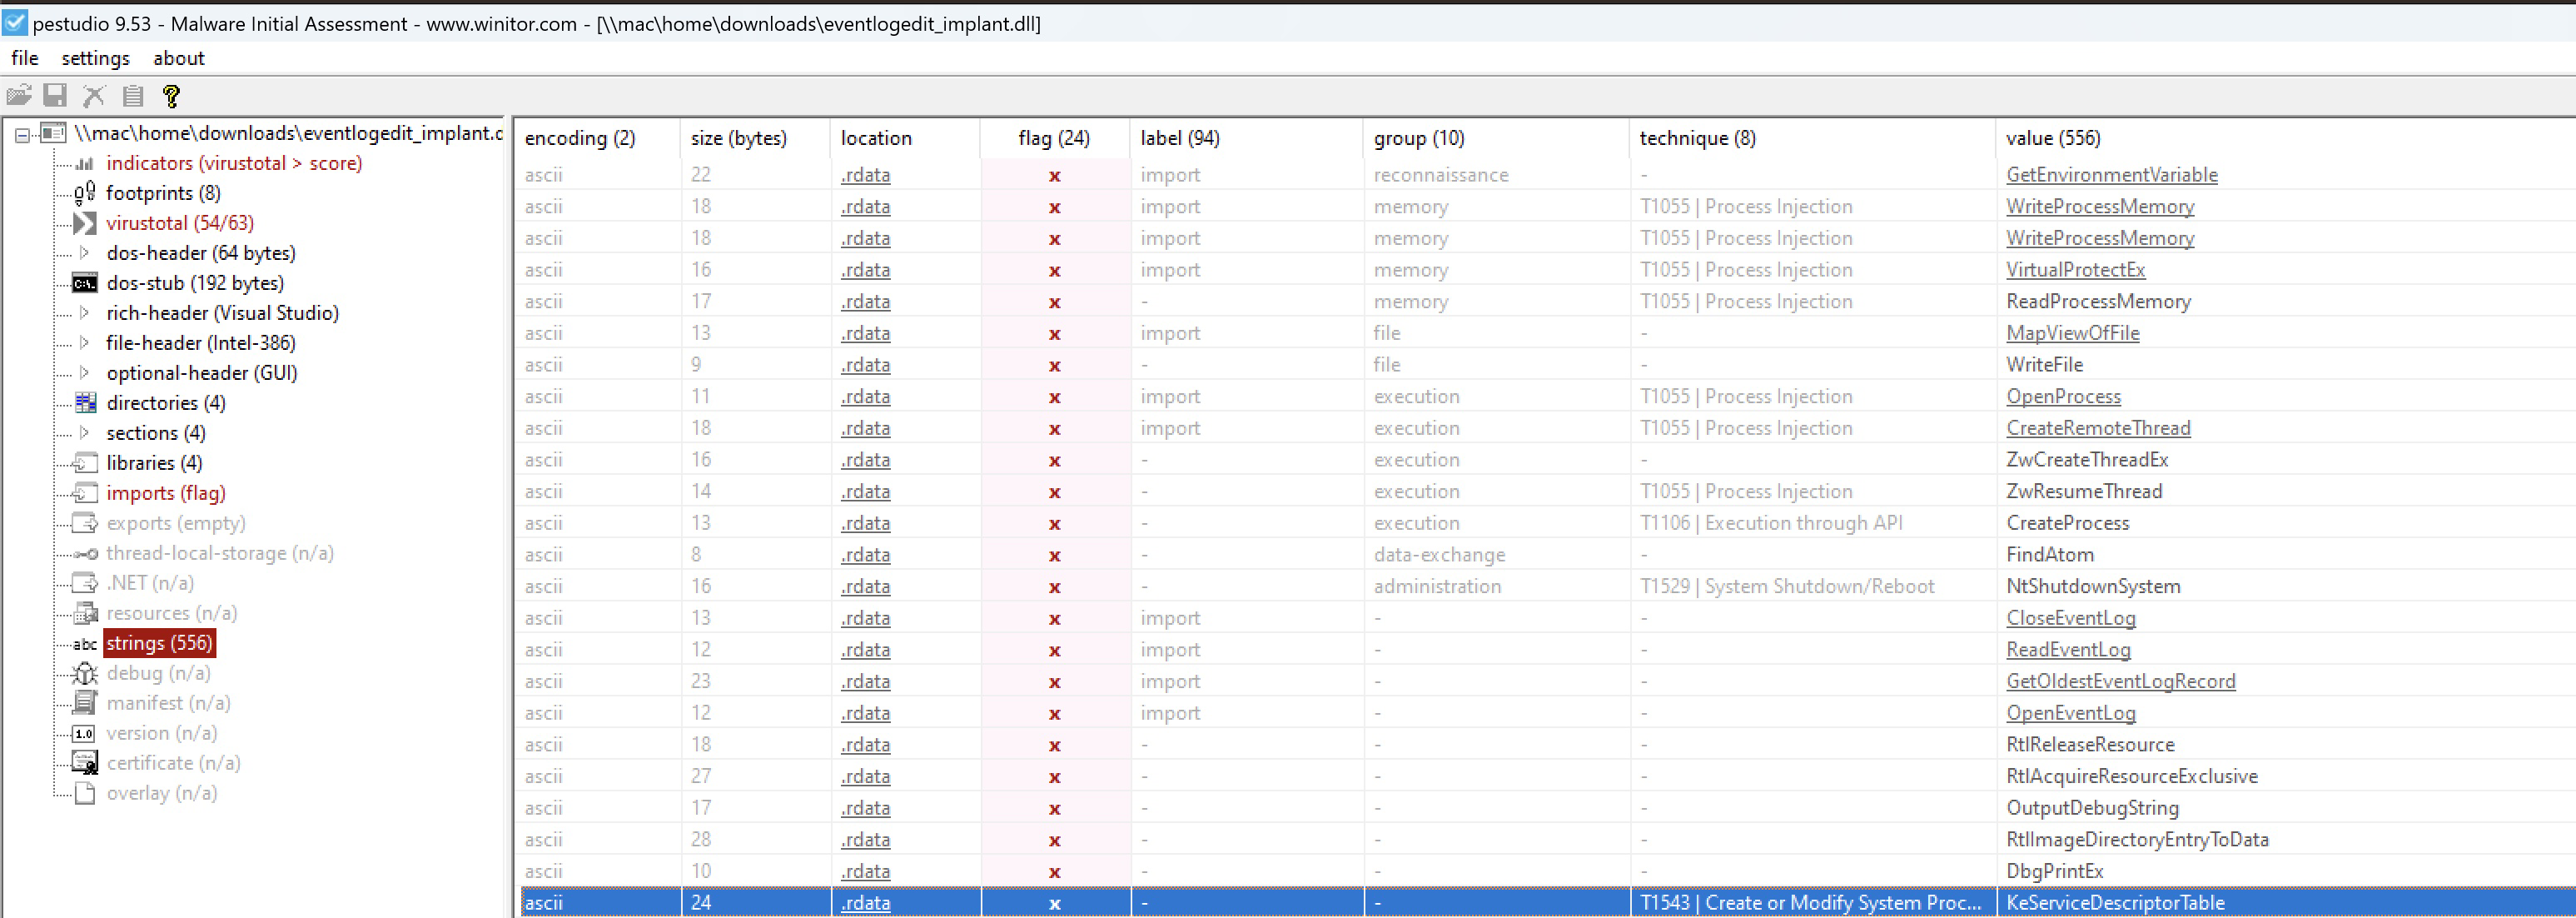 pestudio 9.53 - Malware Initial Assessment - www.winitor.com - [\\mac\home\downloads\eventlogedit_implant.dll]
file settings about
\\mac\home\downloads\eventlogedit_implant.d
indicators (virustotal > score)
footprints (8)
virustotal (54/63)
dos-header (64 bytes)
dos-stub (192 bytes)
rich-header (Visual Studio)
file-header (Intel-386)
optional-header (GUI)
directories (4)
sections (4)
libraries (4)
imports (flag)
exports (empty)
thread-local-storage (n/a)
.NET (n/a)
resources (n/a)
abc strings (556)
debug (n/a)
manifest (n/a)
1.0 version (n/a)
certificate (n/a)
overlay (n/a)
encoding (2) size (bytes) location flag (24) label (94) group (10) technique (8) value (556)
ascii 22 .rdata x import reconnaissance - GetEnvironmentVariable
ascii 18 .rdata x import memory T1055 | Process Injection WriteProcessMemory
ascii 18 .rdata x import memory T1055 | Process Injection WriteProcessMemory
ascii 16 .rdata x import memory T1055 | Process Injection VirtualProtectEx
ascii 17 .rdata x - memory T1055 | Process Injection ReadProcessMemory
ascii 13 .rdata x import file - MapViewOfFile
ascii 9 .rdata x - file - WriteFile
ascii 11 .rdata x import execution T1055 | Process Injection OpenProcess
ascii 18 .rdata x import execution T1055 | Process Injection CreateRemoteThread
ascii 16 .rdata x - execution - ZwCreateThreadEx
ascii 14 .rdata x - execution T1055 | Process Injection ZwResumeThread
ascii 13 .rdata x - execution T1106 | Execution through API CreateProcess
ascii 8 .rdata x - data-exchange - FindAtom
ascii 16 .rdata x - administration T1529 | System Shutdown/Reboot NtShutdownSystem
ascii 13 .rdata x import - - CloseEventLog
ascii 12 .rdata x import - - ReadEventLog
ascii 23 .rdata x import - - GetOldestEventLogRecord
ascii 12 .rdata x import - - OpenEventLog
ascii 18 .rdata x - - - RtlReleaseResource
ascii 27 .rdata x - - - RtlAcquireResourceExclusive
ascii 17 .rdata x - - - OutputDebugString
ascii 28 .rdata x - - - RtlImageDirectoryEntryToData
ascii 10 .rdata x - - - DbgPrintEx
ascii 24 .rdata x - - T1543 | Create or Modify System Proc... KeServiceDescriptorTable